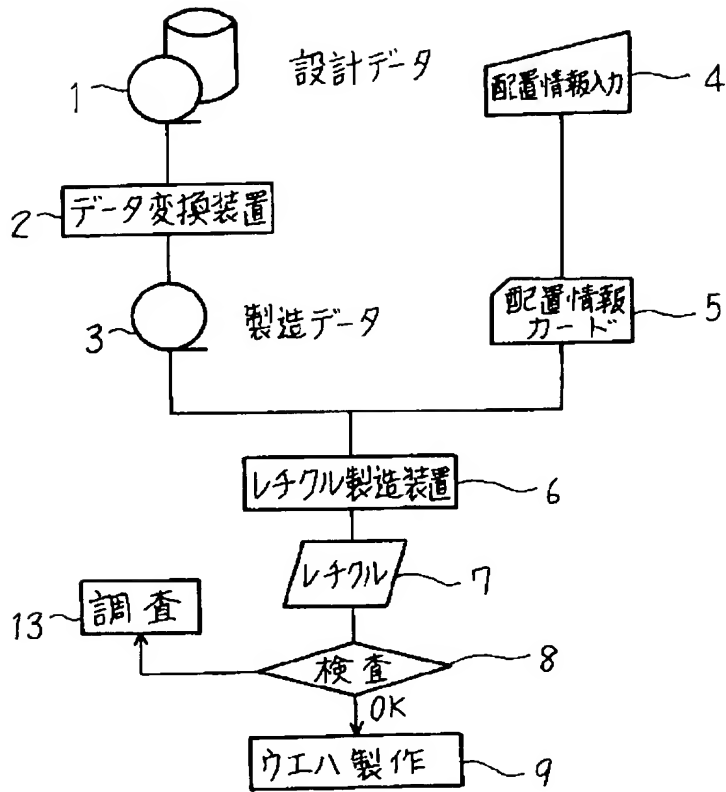 1
設計データ
配置情報入力
4
2
データ変換装置
3
製造データ
配置情報
カード
5
レチクル製造装置
6
レチクル
7
13
調査
検査
8
OK
ウエハ製作
9